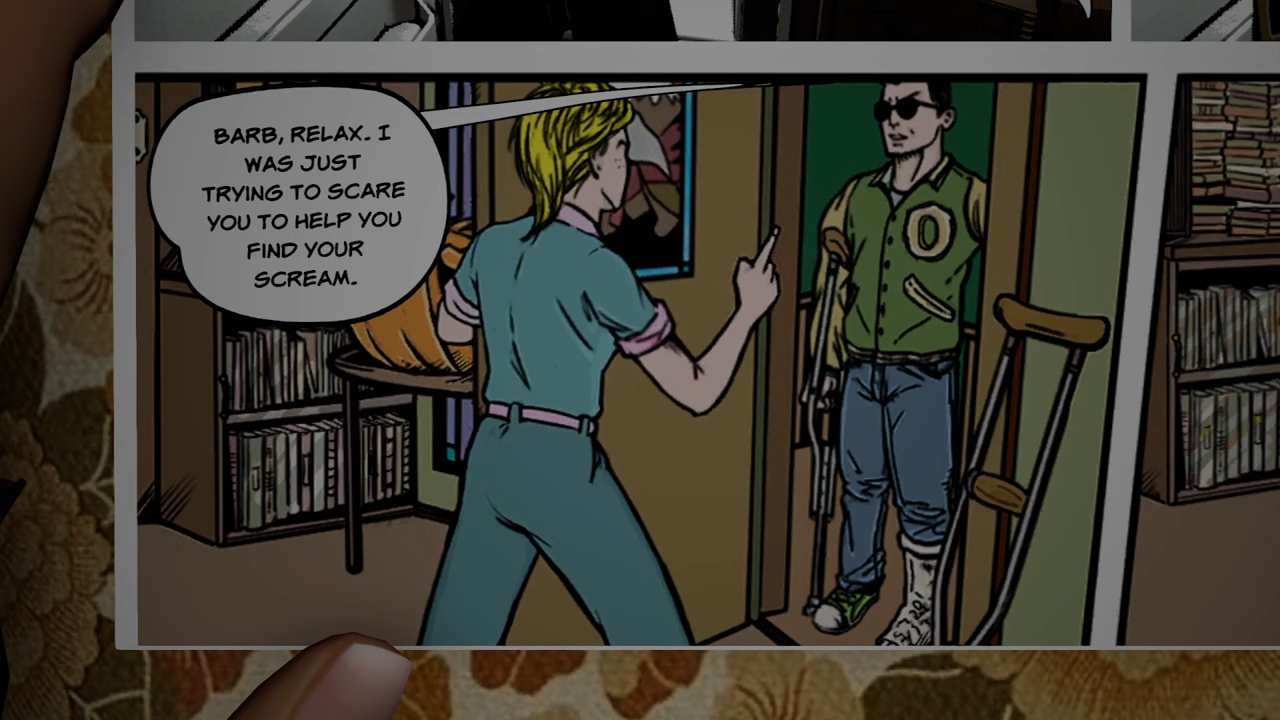 BARB, RELAX. I
WAS JUST
TRYING TO SCARE
YOU TO HELP YOU
FIND YOUR
SCREAM.
O